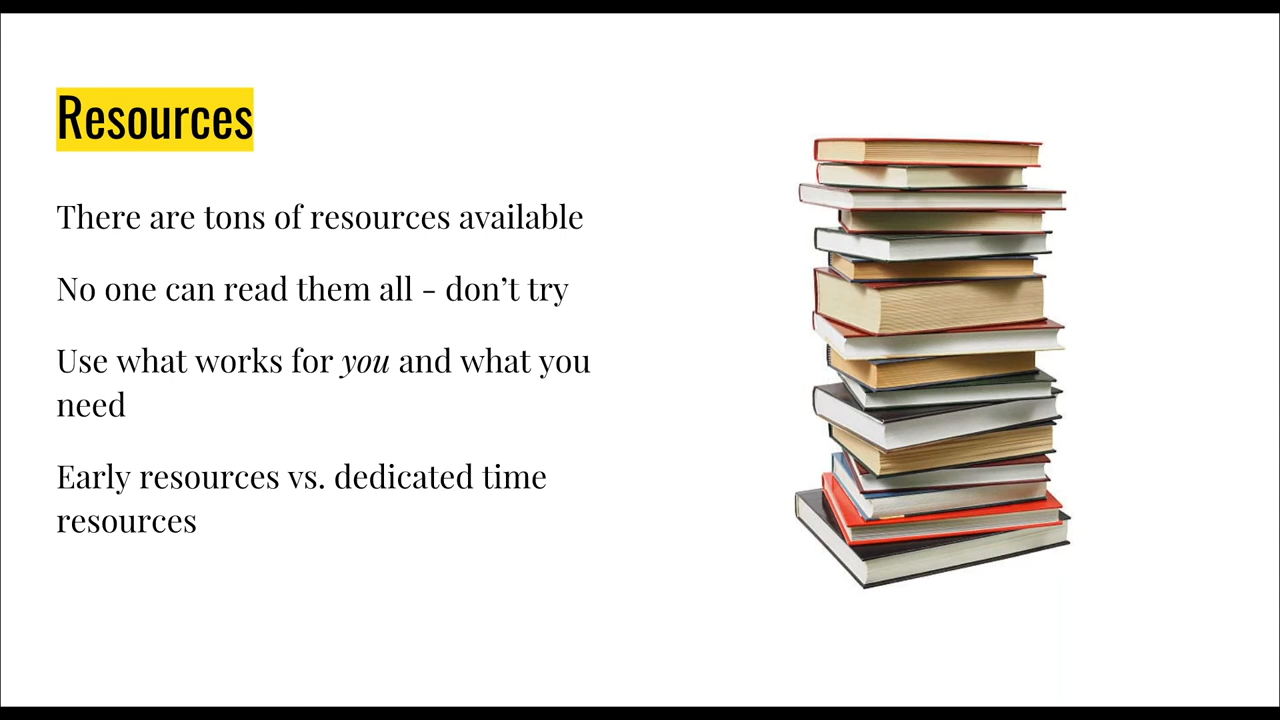 Resources
There are tons of resources available
No one can read them all - don’t try
Use what works for you and what you
need
Early resources vs. dedicated time
resources